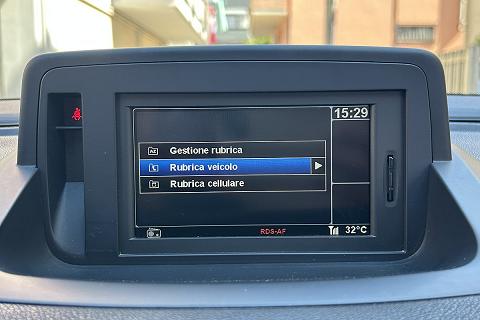 15:29
Gestione rubrica
Rubrica veicolo
Rubrica cellulare
RDS-AF
32°C